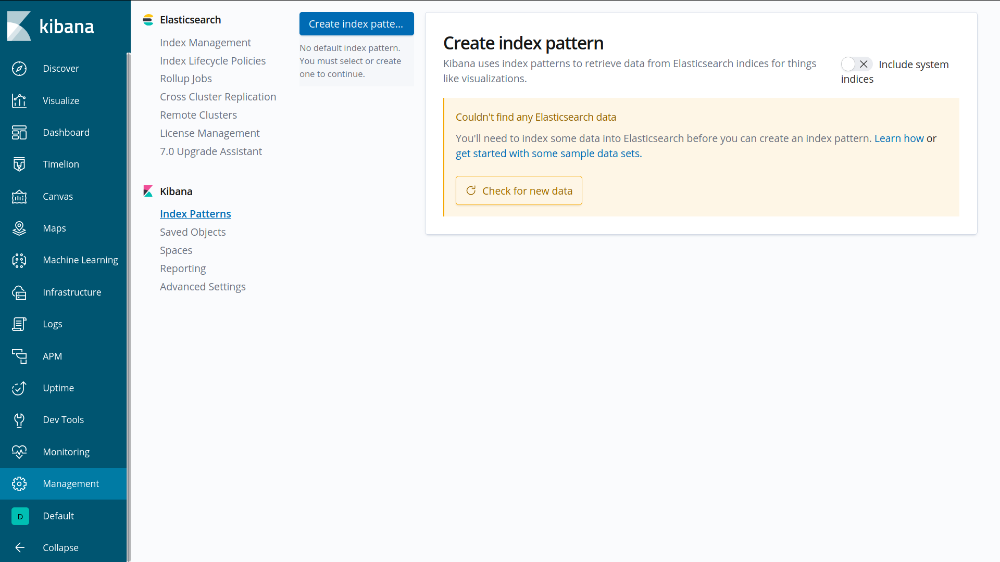 kibana
Discover
Visualize
Dashboard
Timelion
Canvas
Maps
Machine Learning
Infrastructure
Logs
APM
Uptime
Dev Tools
Monitoring
Management
D Default
Collapse
Elasticsearch
Index Management
Index Lifecycle Policies
Rollup Jobs
Cross Cluster Replication
Remote Clusters
License Management
7.0 Upgrade Assistant
Kibana
Index Patterns
Saved Objects
Spaces
Reporting
Advanced Settings
Create index patte...
No default index pattern.
You must select or create
one to continue.
Create index pattern
Kibana uses index patterns to retrieve data from Elasticsearch indices for things
like visualizations.
Include system
indices
Couldn't find any Elasticsearch data
You'll need to index some data into Elasticsearch before you can create an index pattern. Learn how or
get started with some sample data sets.
Check for new data